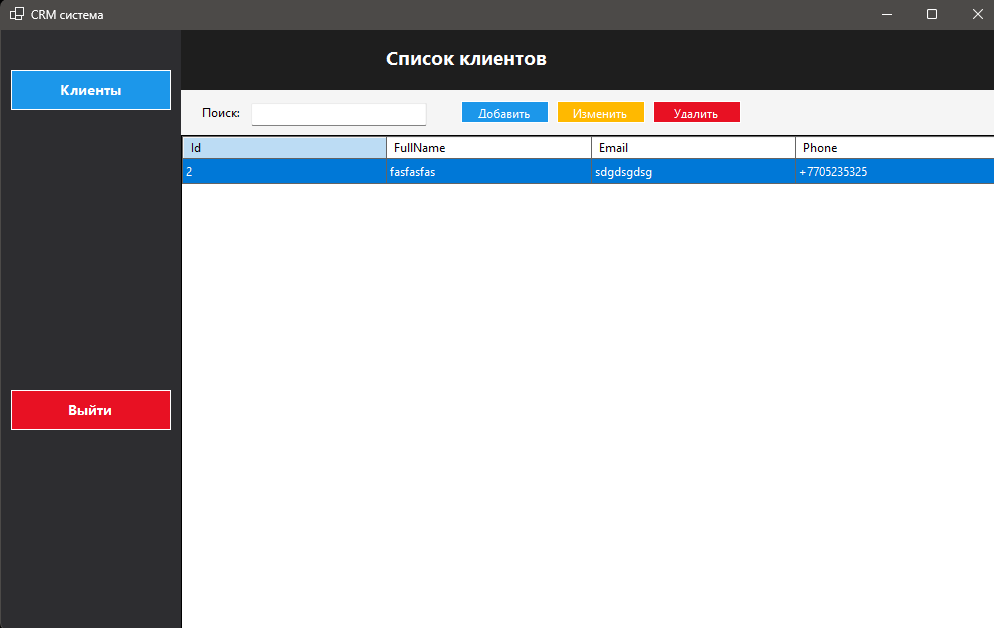 CRM система
Клиенты
Выйти
Список клиентов
Поиск: Добавить Изменить Удалить
Id FullName Email Phone
2 fasfasfas sdgdsgdsg +7705235325